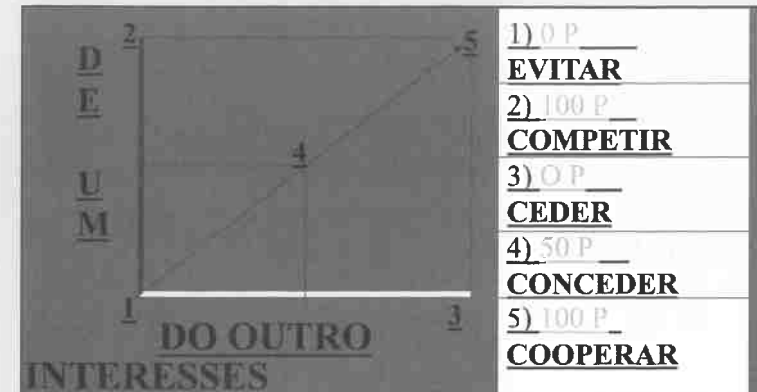 2
5
D
E
U
M
4
1
3
DO OUTRO
INTERESSES
1) 0 P
EVITAR
2) 100 P
COMPETIR
3) O P
CEDER
4) 50 P
CONCEDER
5) 100 P
COOPERAR